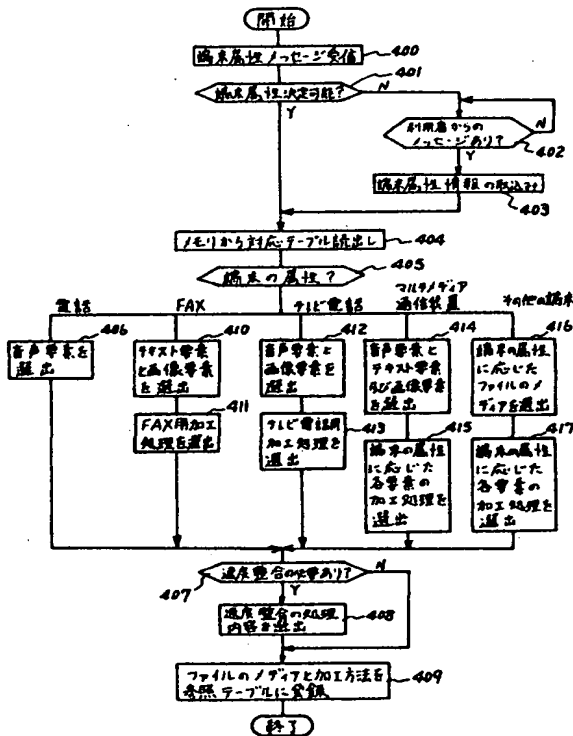 開始
端末属性メッセージ受信
400
端末属性決定可能?
401
N
Y
利用者からの
メッセージあり?
N
402
Y
端末属性情報の取込み
403
メモリから対応テーブル読出し
404
端末の属性?
405
電話
FAX
テレビ電話
マルチメディア
通信装置
その他の端末
406
音声要素を
選出
410
テキスト要素
と画像要素
を選出
411
FAX用加工
処理を選出
412
音声要素と
画像要素を
選出
テレビ電話用
加工処理を
選出
413
414
音声要素と
テキスト要素
及び画像要素
を選出
415
端末の属性
に応じた
各要素の
加工処理を
選出
416
端末の属性
に応じた
ファイルのメ
ディアを選出
417
端末の属性
に応じた
各要素の
加工処理を
選出
速度整合の必要あり?
N
407
Y
速度整合の処理
内容を選出
408
ファイルのメディアと加工方法を
参照テーブルに登録
409
終了